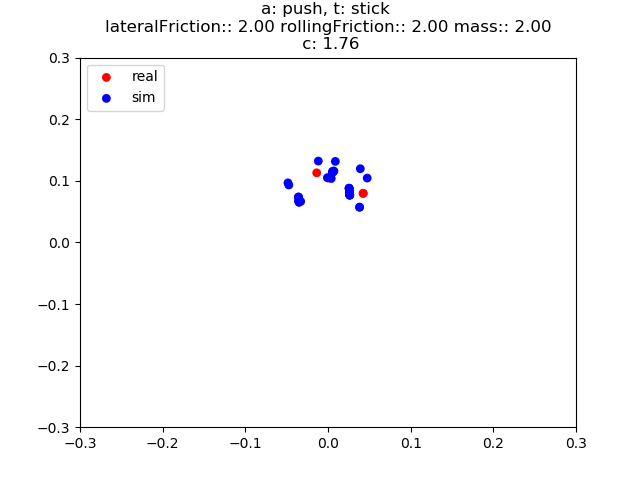 a: push, t: stick
lateralFriction:: 2.00 rollingFriction:: 2.00 mass:: 2.00
c: 1.76
real
sim
0.3
0.2
0.1
0.0
−0.1
−0.2
−0.3
−0.3 −0.2 −0.1 0.0 0.1 0.2 0.3